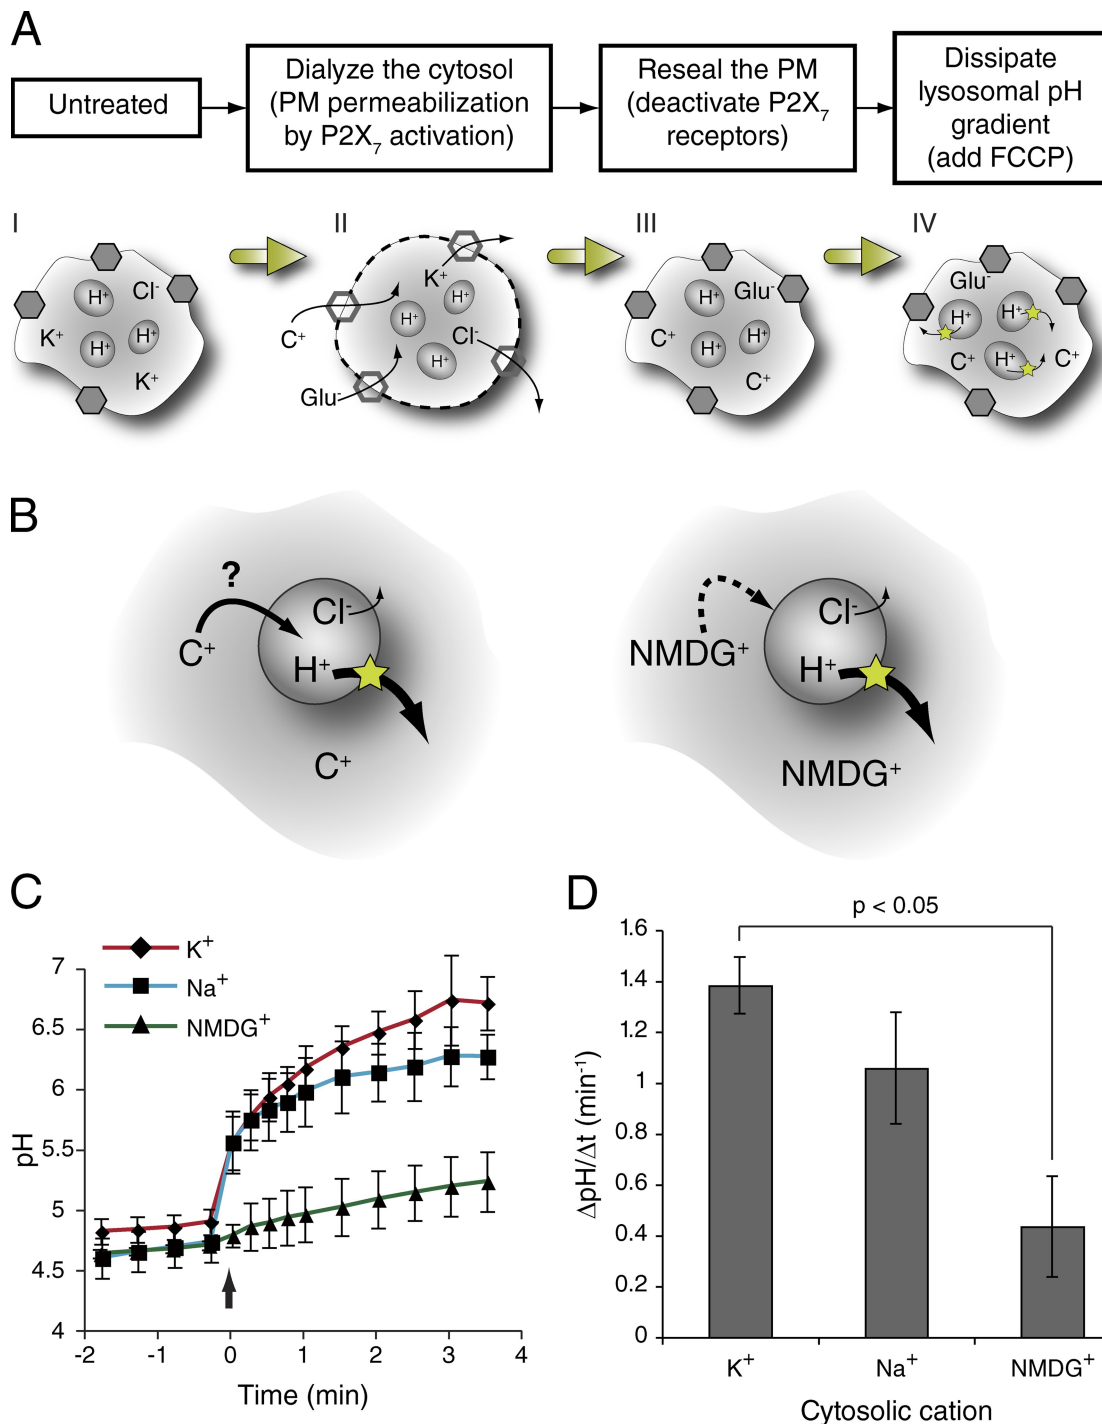 A
Untreated
Dialyze the cytosol
(PM permeabilization
by P2X₇ activation)
Reseal the PM
(deactivate P2X₇
receptors)
Dissipate
lysosomal pH
gradient
(add FCCP)
I
II
III
IV
H⁺
Cl⁻
K⁺
H⁺
H⁺
K⁺
K⁺
H⁺
H⁺
Cl⁻
C⁺
H⁺
Glu⁻
H⁺
Glu⁻
C⁺
H⁺
H⁺
C⁺
Glu⁻
H⁺
H⁺
C⁺
H⁺
C⁺
B
?
Cl⁻
C⁺
H⁺
C⁺
Cl⁻
NMDG⁺
H⁺
NMDG⁺
C
K⁺
Na⁺
NMDG⁺
7
6.5
6
5.5
5
4.5
4
pH
-2
-1
0
1
2
3
4
Time (min)
D
p < 0.05
1.6
1.4
1.2
1
0.8
0.6
0.4
0.2
0
ΔpH/Δt (min⁻¹)
K⁺
Na⁺
NMDG⁺
Cytosolic cation